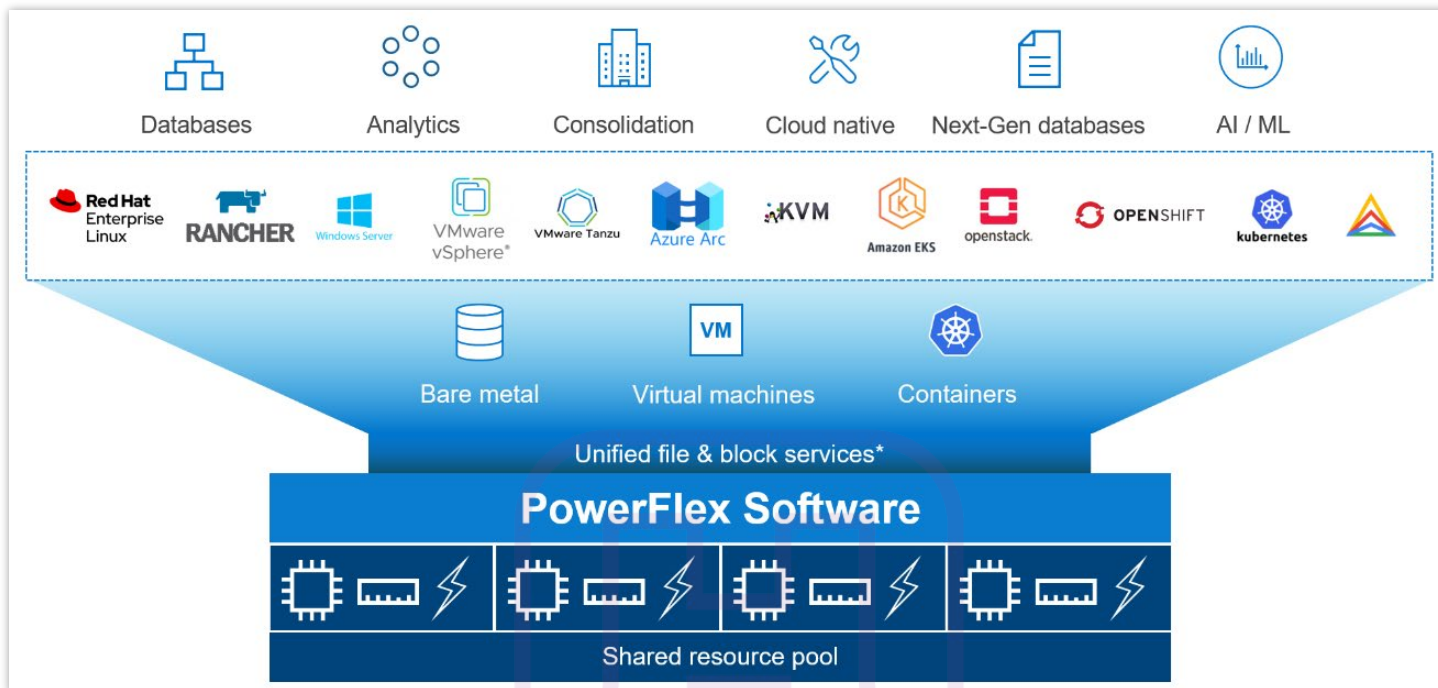 Databases
Analytics
Consolidation
Cloud native
Next-Gen databases
AI / ML
Red Hat
Enterprise
Linux
RANCHER
Windows Server
VMware
vSphere®
VMware Tanzu
Azure Arc
KVM
K
Amazon EKS
openstack.
OPENSHIFT
kubernetes
VM
Bare metal
Virtual machines
Containers
Unified file & block services*
PowerFlex Software
Shared resource pool